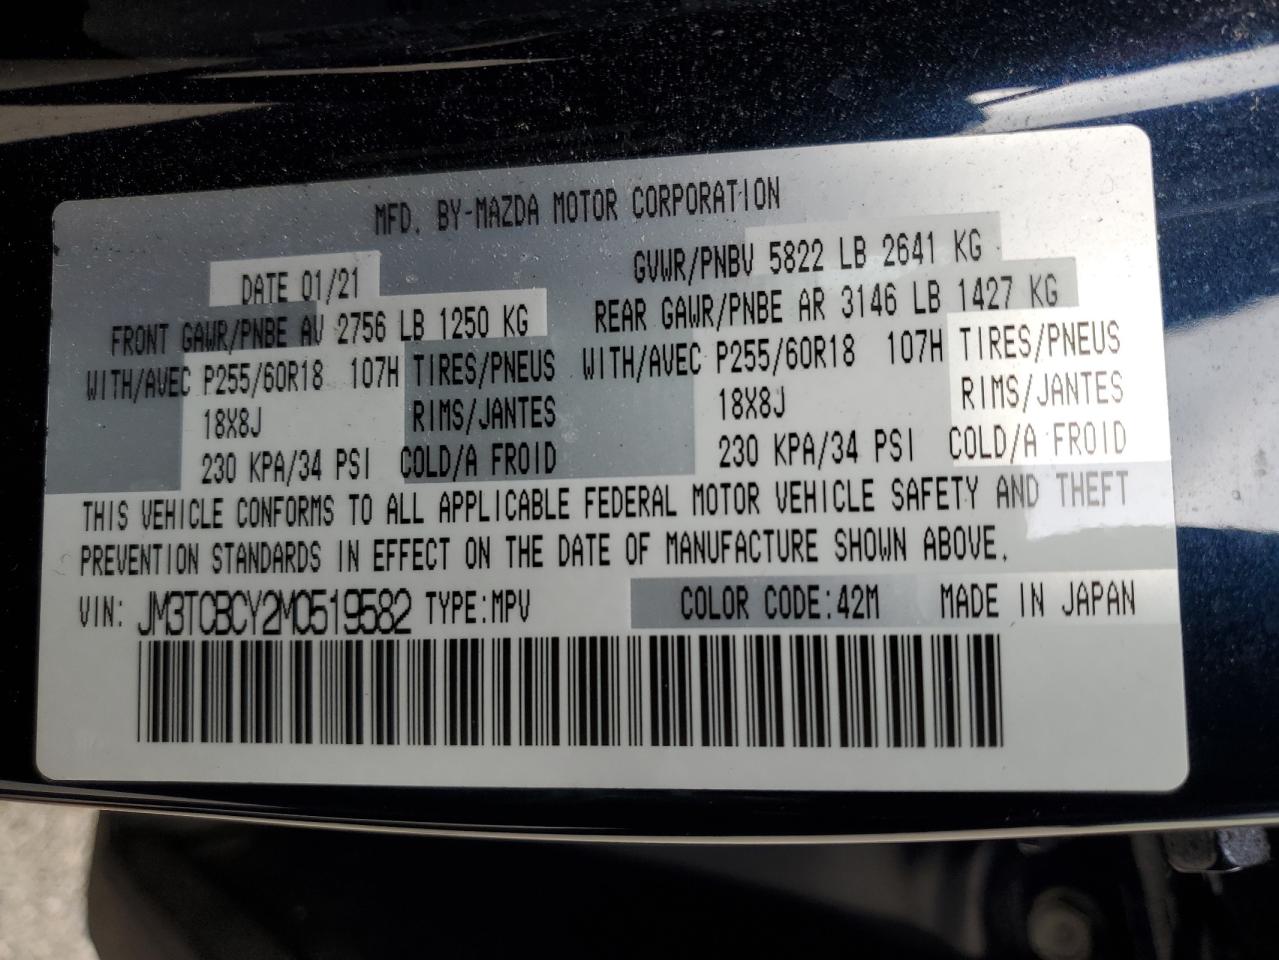 MFD. BY-MAZDA MOTOR CORPORATION
DATE 01/21 GVWR/PNBV 5822 LB 2641 KG
FRONT GAWR/PNBE AV 2756 LB 1250 KG REAR GAWR/PNBE AR 3146 LB 1427 KG
WITH/AVEC P255/60R18 107H TIRES/PNEUS WITH/AVEC P255/60R18 107H TIRES/PNEUS
18X8J RIMS/JANTES 18X8J RIMS/JANTES
230 KPA/34 PSI COLD/A FROID 230 KPA/34 PSI COLD/A FROID
THIS VEHICLE CONFORMS TO ALL APPLICABLE FEDERAL MOTOR VEHICLE SAFETY AND THEFT
PREVENTION STANDARDS IN EFFECT ON THE DATE OF MANUFACTURE SHOWN ABOVE.
VIN: JM3TCBCY2M0519582 TYPE:MPV COLOR CODE:42M MADE IN JAPAN